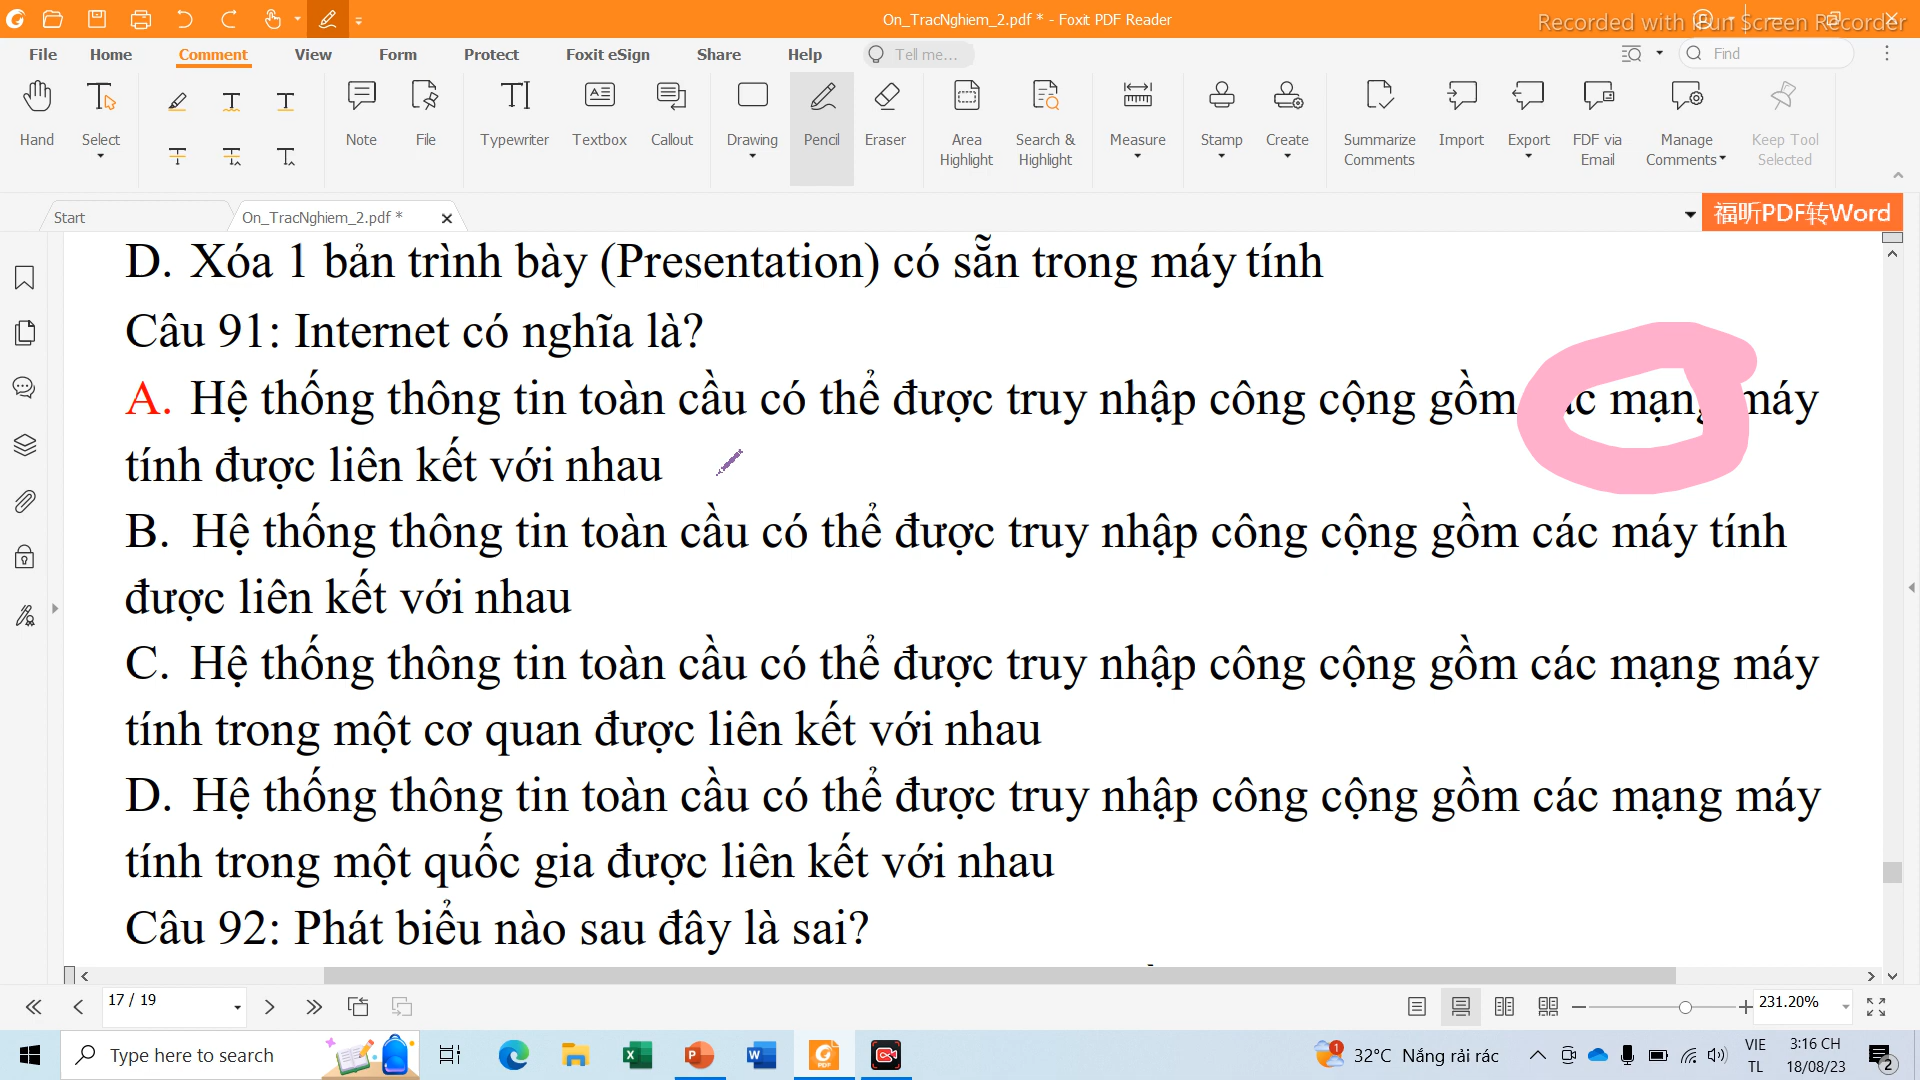 On_TracNghiem_2.pdf * - Foxit PDF Reader
Recorded with iFun Screen Recorder
File Home Comment View Form Protect Foxit eSign Share Help Tell me... Find
Hand Select Note File Typewriter Textbox Callout Drawing Pencil Eraser Area Highlight Search & Highlight Measure Stamp Create Summarize Comments Import Export FDF via Email Manage Comments Keep Tool Selected
Start On_TracNghiem_2.pdf * 福昕PDF转Word
D. Xóa 1 bản trình bày (Presentation) có sẵn trong máy tính
Câu 91: Internet có nghĩa là?
A. Hệ thống thông tin toàn cầu có thể được truy nhập công cộng gồm các mạng máy
tính được liên kết với nhau
B. Hệ thống thông tin toàn cầu có thể được truy nhập công cộng gồm các máy tính
được liên kết với nhau
C. Hệ thống thông tin toàn cầu có thể được truy nhập công cộng gồm các mạng máy
tính trong một cơ quan được liên kết với nhau
D. Hệ thống thông tin toàn cầu có thể được truy nhập công cộng gồm các mạng máy
tính trong một quốc gia được liên kết với nhau
Câu 92: Phát biểu nào sau đây là sai?
17 / 19 231.20%
Type here to search 32°C Nắng rải rác VIE 3:16 CH
TL 18/08/23 2